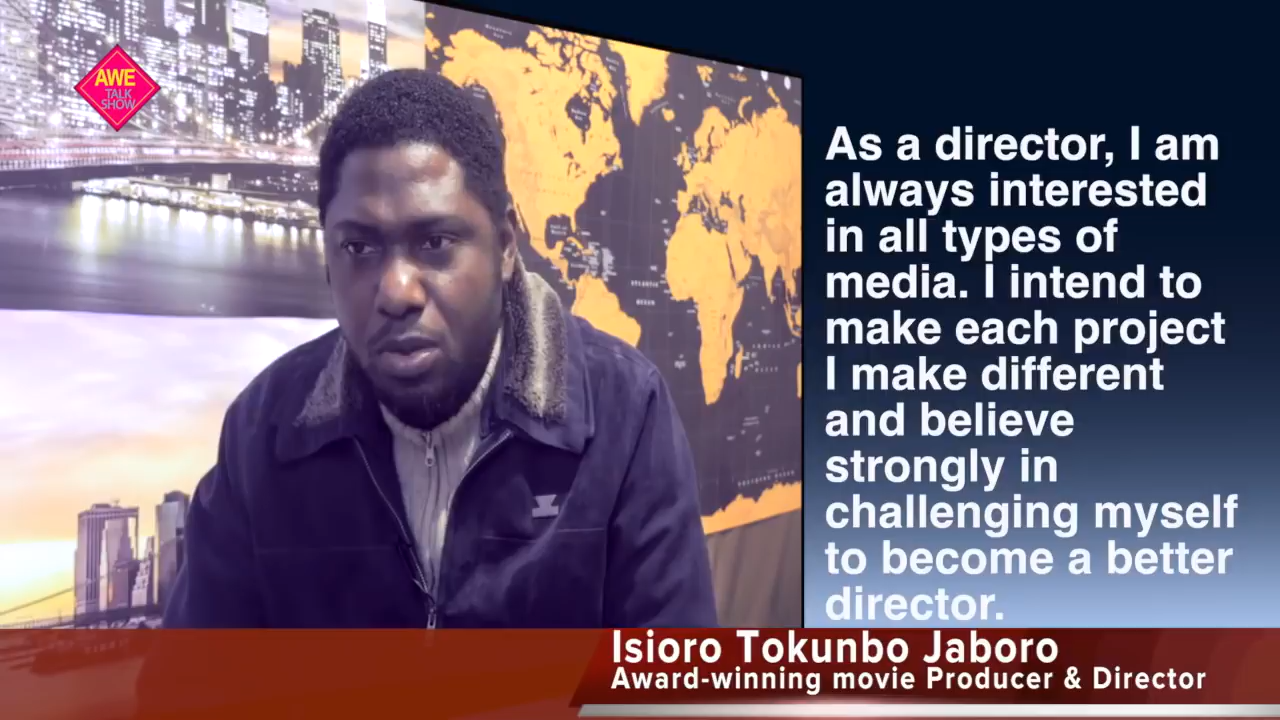 AWE
TALK
SHOW
As a director, I am
always interested
in all types of
media. I intend to
make each project
I make different
and believe
strongly in
challenging myself
to become a better
director.
Isioro Tokunbo Jaboro
Award-winning movie Producer & Director